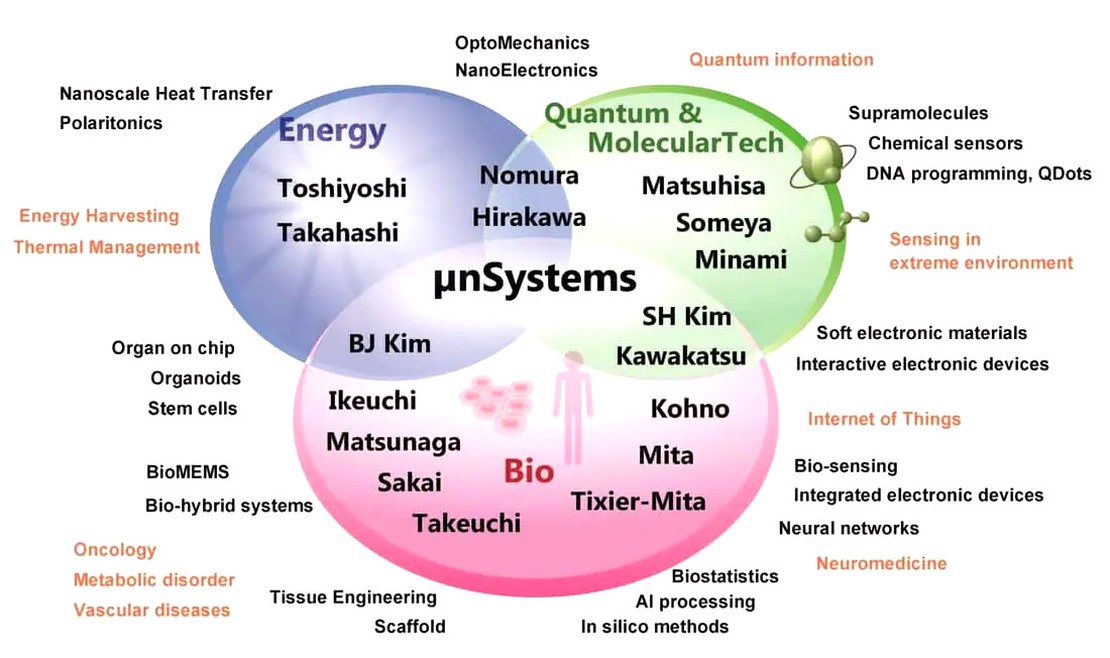 OptoMechanics
NanoElectronics
Quantum information
Nanoscale Heat Transfer
Polaritonics
Energy
Quantum &
MolecularTech
Supramolecules
Chemical sensors
DNA programming, QDots
Toshiyoshi
Takahashi
Nomura
Hirakawa
Matsuhisa
Someya
Minami
Energy Harvesting
Thermal Management
Sensing in
extreme environment
µnSystems
SH Kim
Kawakatsu
BJ Kim
Organ on chip
Organoids
Stem cells
Soft electronic materials
Interactive electronic devices
Ikeuchi
Matsunaga
Sakai
Takeuchi
Bio
Kohno
Mita
Tixier-Mita
Internet of Things
BioMEMS
Bio-hybrid systems
Bio-sensing
Integrated electronic devices
Neural networks
Neuromedicine
Oncology
Metabolic disorder
Vascular diseases
Tissue Engineering
Scaffold
Biostatistics
AI processing
In silico methods